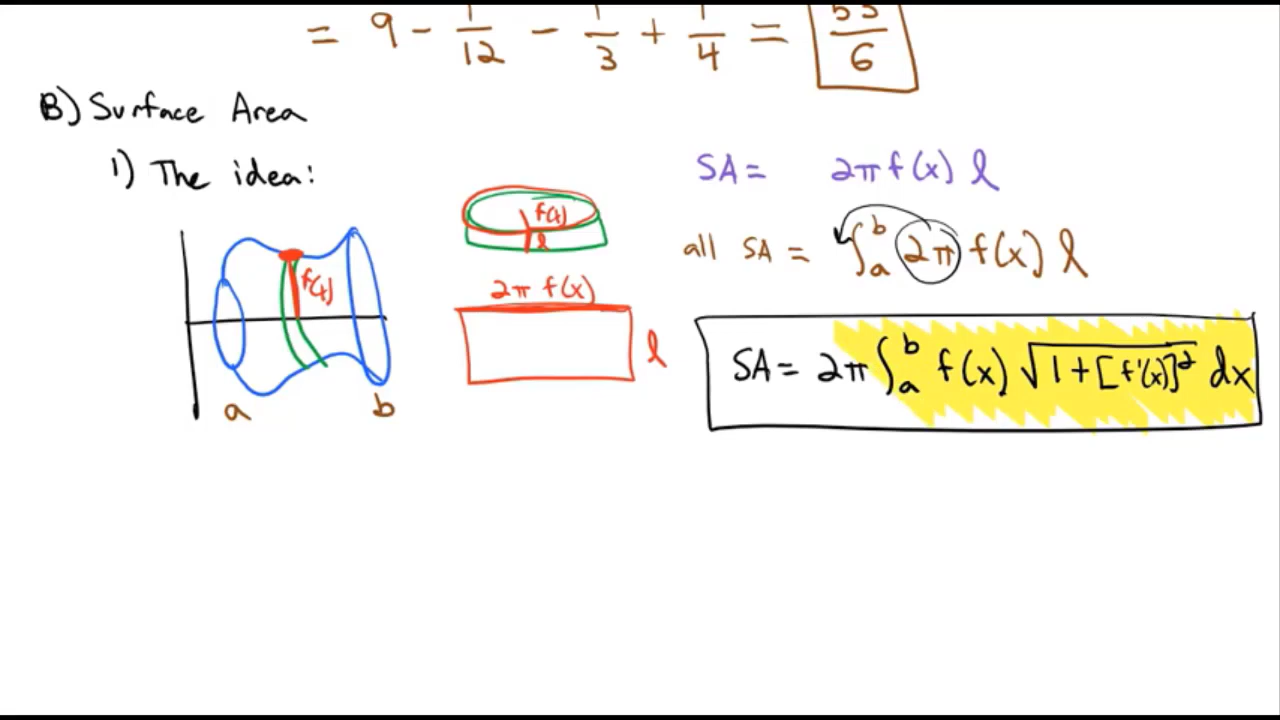 = 9 - 1/12 - 1/3 + 1/4 = 53/6
B) Surface Area
1) The idea:
SA = 2π f(x) l
f(x)
l
all SA = ∫_a^b 2π f(x) l
f(x)
2π f(x)
l
SA = 2π ∫_a^b f(x) √(1+[f'(x)]²) dx
a b